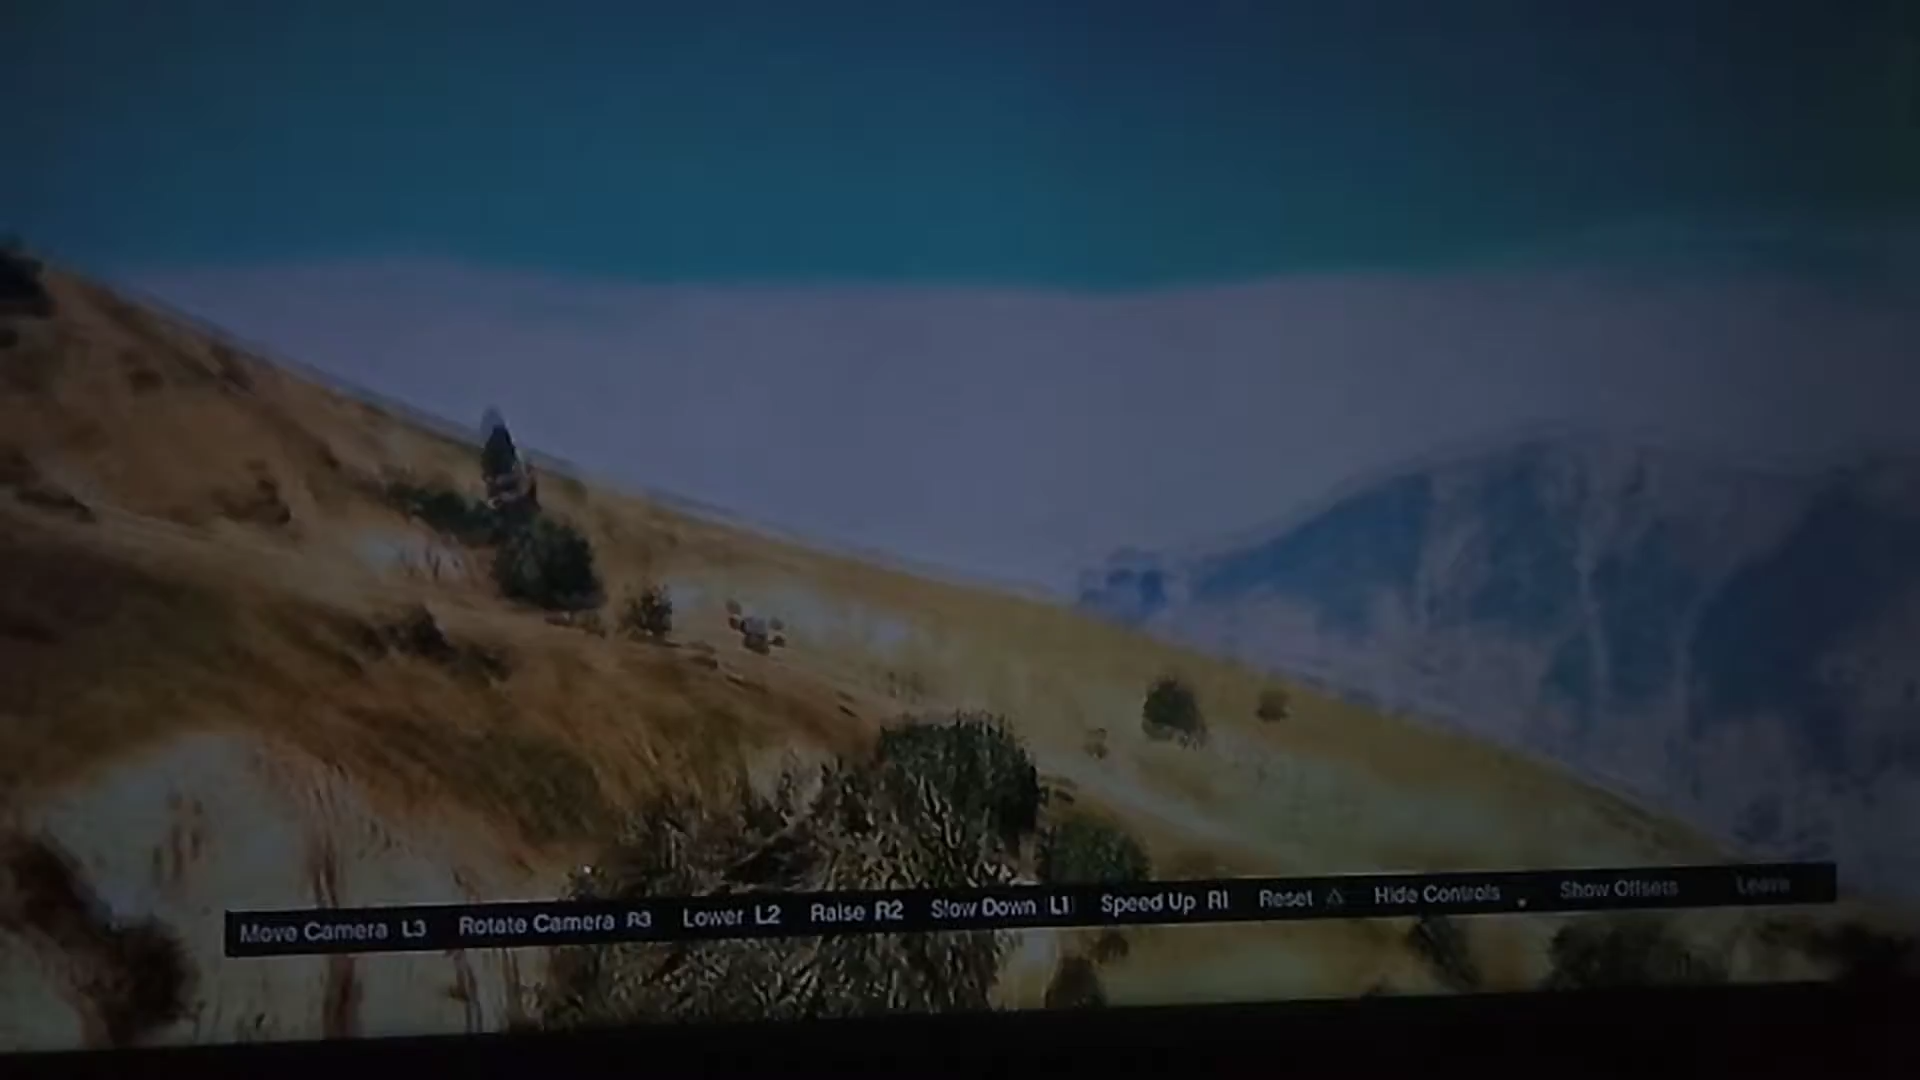 Move Camera L3 Rotate Camera R3 Lower L2 Raise R2 Slow Down L1 Speed Up R1 Reset △ Hide Controls Show Offsets Leave